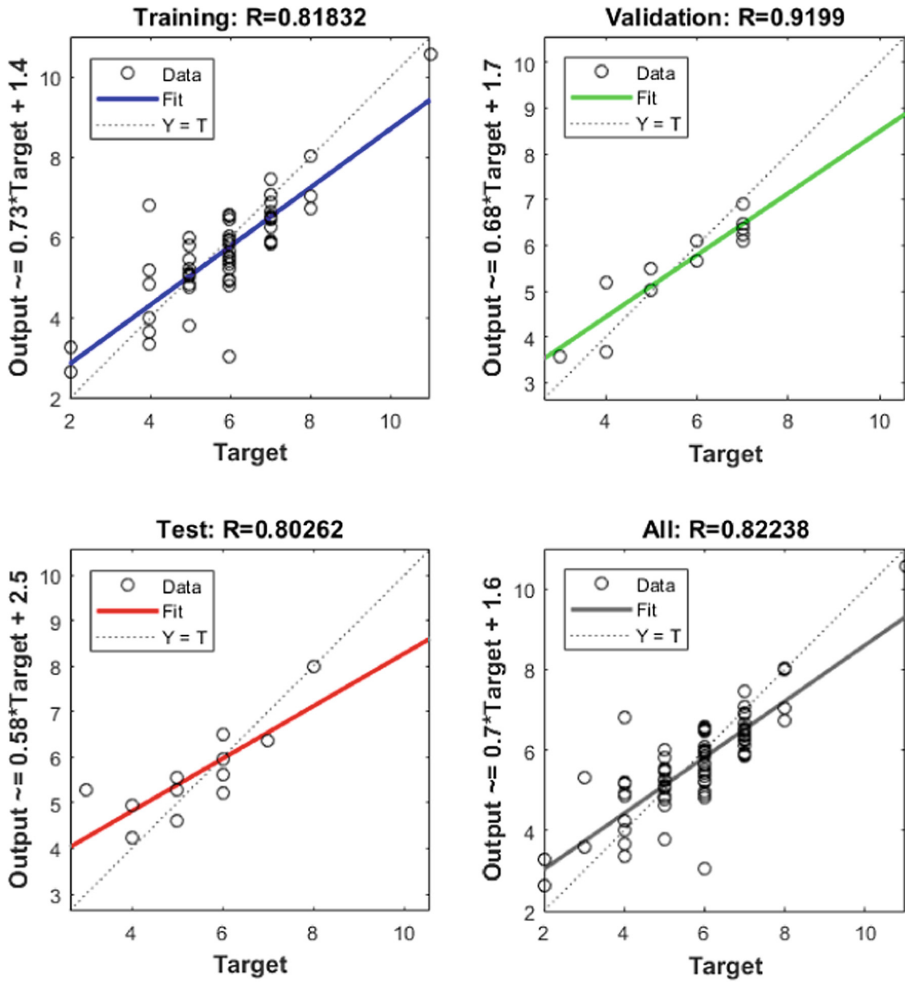 Training: R=0.81832
Output ~= 0.73*Target + 1.4
10
8
6
4
2
Data
Fit
Y = T
2 4 6 8 10
Target
Validation: R=0.9199
Output ~= 0.68*Target + 1.7
10
9
8
7
6
5
4
3
Data
Fit
Y = T
4 6 8 10
Target
Test: R=0.80262
Output ~= 0.58*Target + 2.5
10
9
8
7
6
5
4
3
Data
Fit
Y = T
4 6 8 10
Target
All: R=0.82238
Output ~= 0.7*Target + 1.6
10
8
6
4
2
Data
Fit
Y = T
2 4 6 8 10
Target